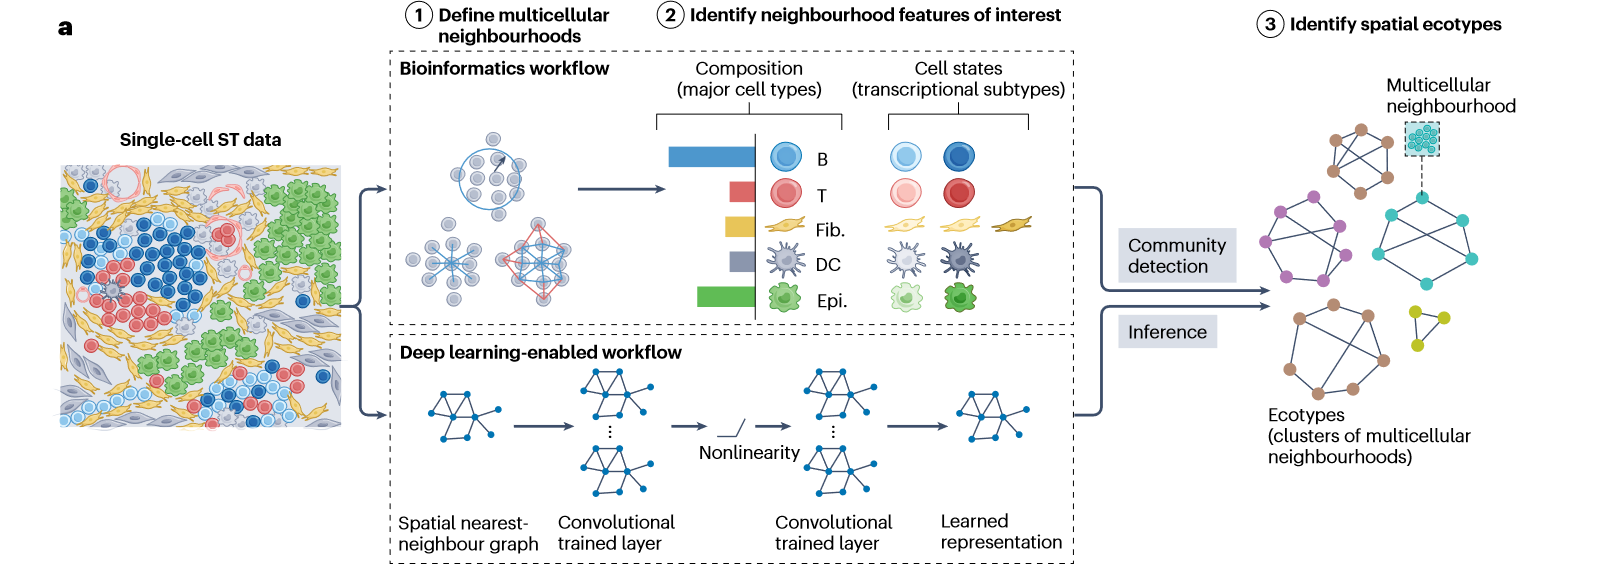 a
1 Define multicellular
neighbourhoods
2 Identify neighbourhood features of interest
3 Identify spatial ecotypes
Single-cell ST data
Bioinformatics workflow
Composition
(major cell types)
Cell states
(transcriptional subtypes)
B
T
Fib.
DC
Epi.
Deep learning-enabled workflow
Nonlinearity
Spatial nearest-
neighbour graph
Convolutional
trained layer
Convolutional
trained layer
Learned
representation
Community
detection
Inference
Multicellular
neighbourhood
Ecotypes
(clusters of multicellular
neighbourhoods)